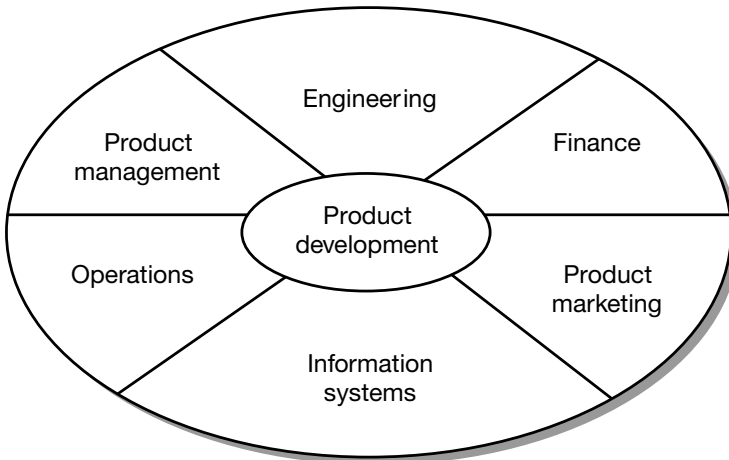 Engineering
Product
management
Finance
Product
development
Operations
Product
marketing
Information
systems